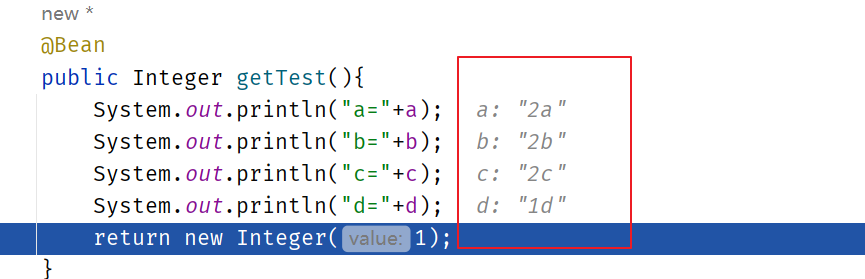 new *
@Bean
public Integer getTest(){
System.out.println("a="+a); a: "2a"
System.out.println("b="+b); b: "2b"
System.out.println("c="+c); c: "2c"
System.out.println("d="+d); d: "1d"
return new Integer( value: 1);
}